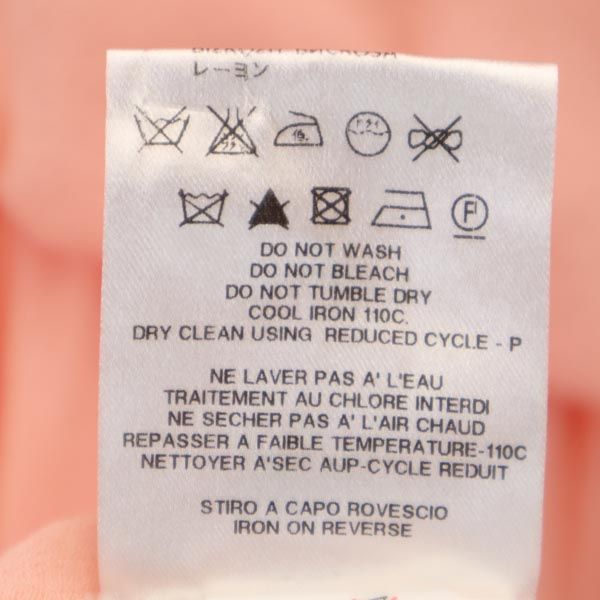 レーヨン
F
DO NOT WASH
DO NOT BLEACH
DO NOT TUMBLE DRY
COOL IRON 110C.
DRY CLEAN USING REDUCED CYCLE - P
NE LAVER PAS A' L'EAU
TRAITEMENT AU CHLORE INTERDI
NE SECHER PAS A' L'AIR CHAUD
REPASSER A FAIBLE TEMPERATURE-110C
NETTOYER A'SEC AUP-CYCLE REDUIT
STIRO A CAPO ROVESCIO
IRON ON REVERSE